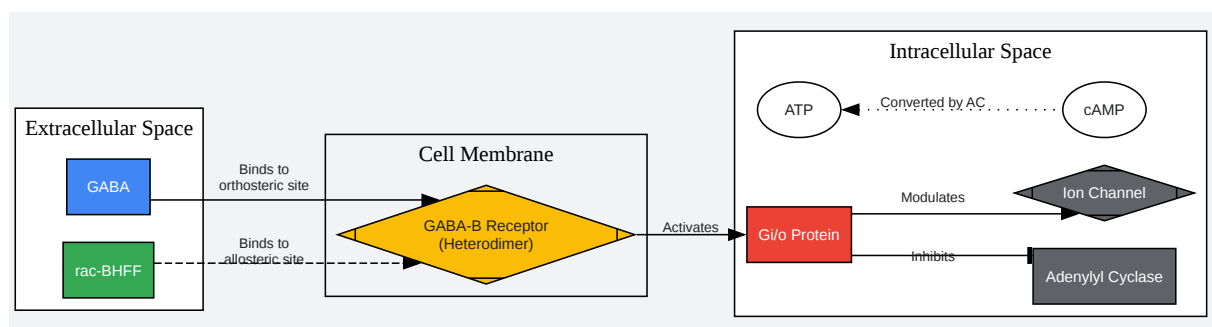 Extracellular Space
GABA
rac-BHFF
Binds to
orthosteric site
Binds to
allosteric site
Cell Membrane
GABA-B Receptor
(Heterodimer)
Activates
Intracellular Space
ATP
Converted by AC
cAMP
Modulates
Ion Channel
Gi/o Protein
Inhibits
Adenylyl Cyclase